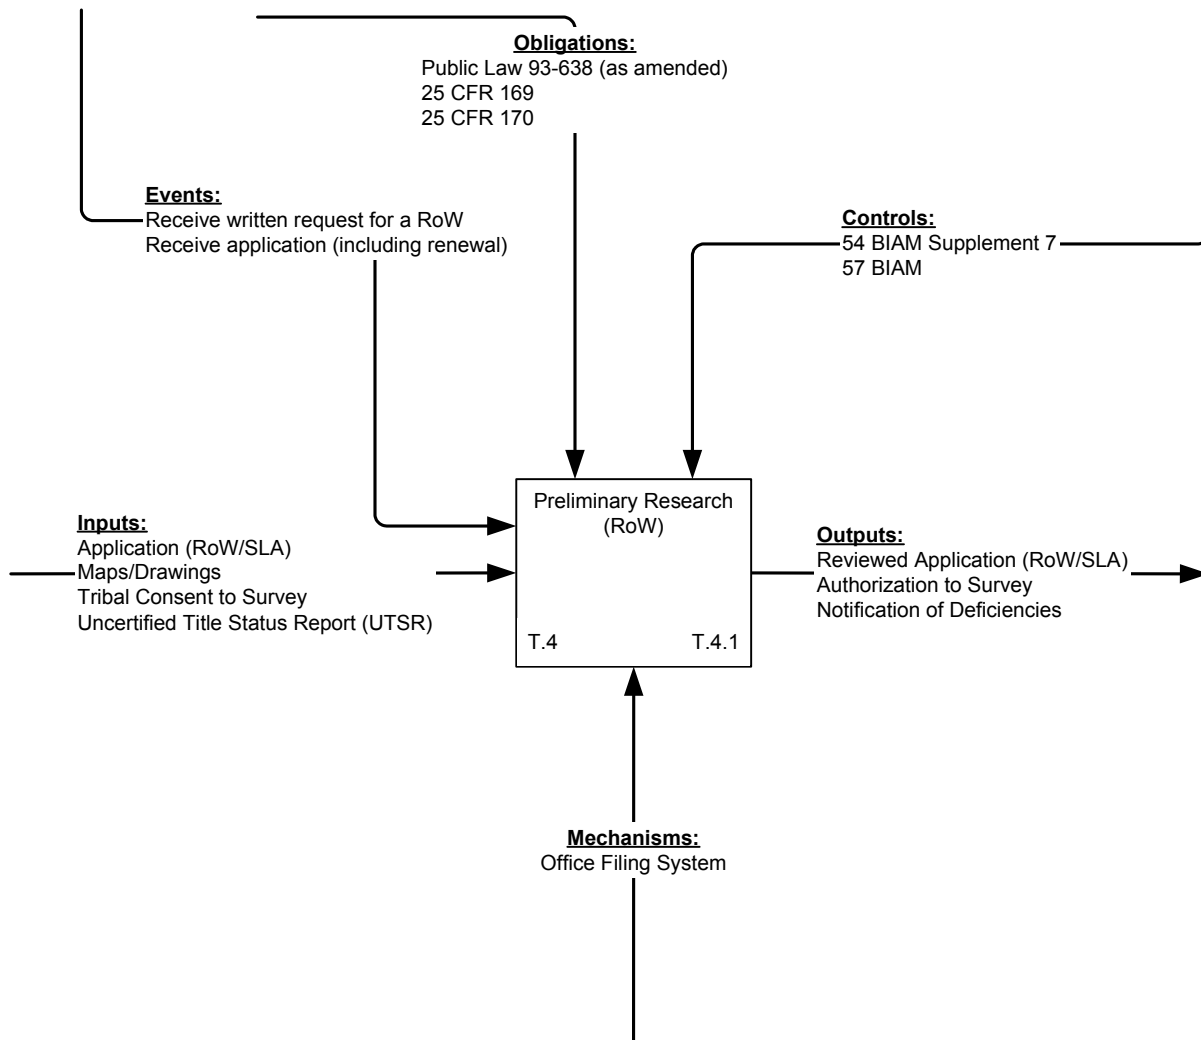 Obligations:
Public Law 93-638 (as amended)
25 CFR 169
25 CFR 170
Events:
Receive written request for a RoW
Receive application (including renewal)
Controls:
54 BIAM Supplement 7
57 BIAM
Preliminary Research
(RoW)
T.4
T.4.1
Inputs:
Application (RoW/SLA)
Maps/Drawings
Tribal Consent to Survey
Uncertified Title Status Report (UTSR)
Outputs:
Reviewed Application (RoW/SLA)
Authorization to Survey
Notification of Deficiencies
Mechanisms:
Office Filing System